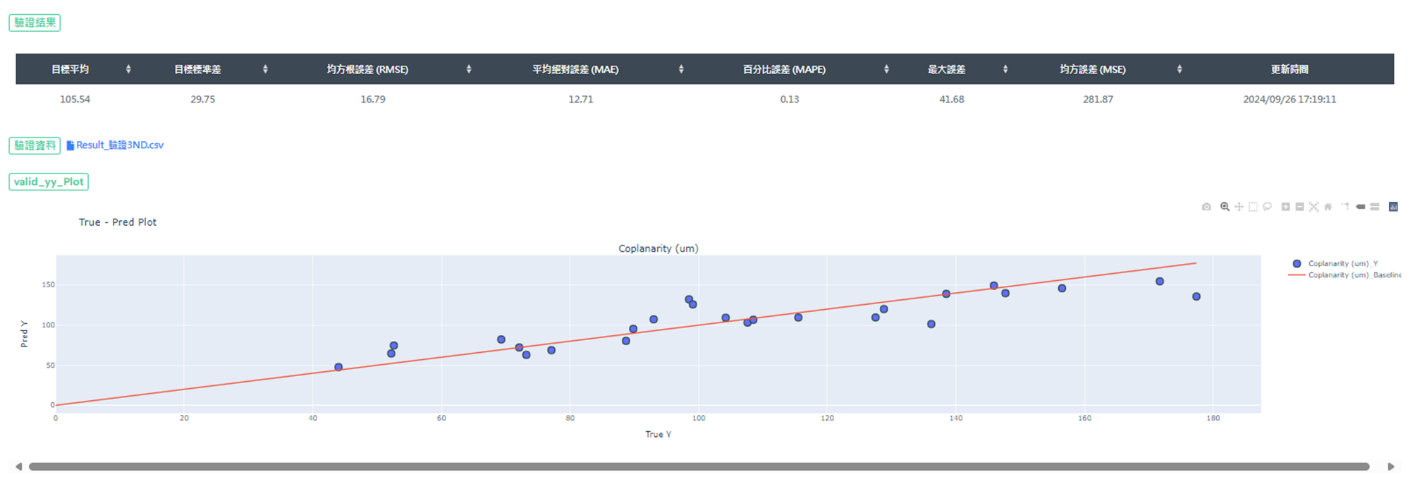 驗證結果
目標平均 目標標準差 均方根誤差 (RMSE) 平均絕對誤差 (MAE) 百分比誤差 (MAPE) 最大誤差 均方誤差 (MSE) 更新時間
105.54 29.75 16.79 12.71 0.13 41.68 281.87 2024/09/26 17:19:11
驗證資料 Result_驗證3ND.csv
valid_yy_Plot
True - Pred Plot
Coplanarity (um)
Coplanarity (um)_Y
Coplanarity (um)_Baseline
Pred Y
150
100
50
0
0 20 40 60 80 100 120 140 160 180
True Y